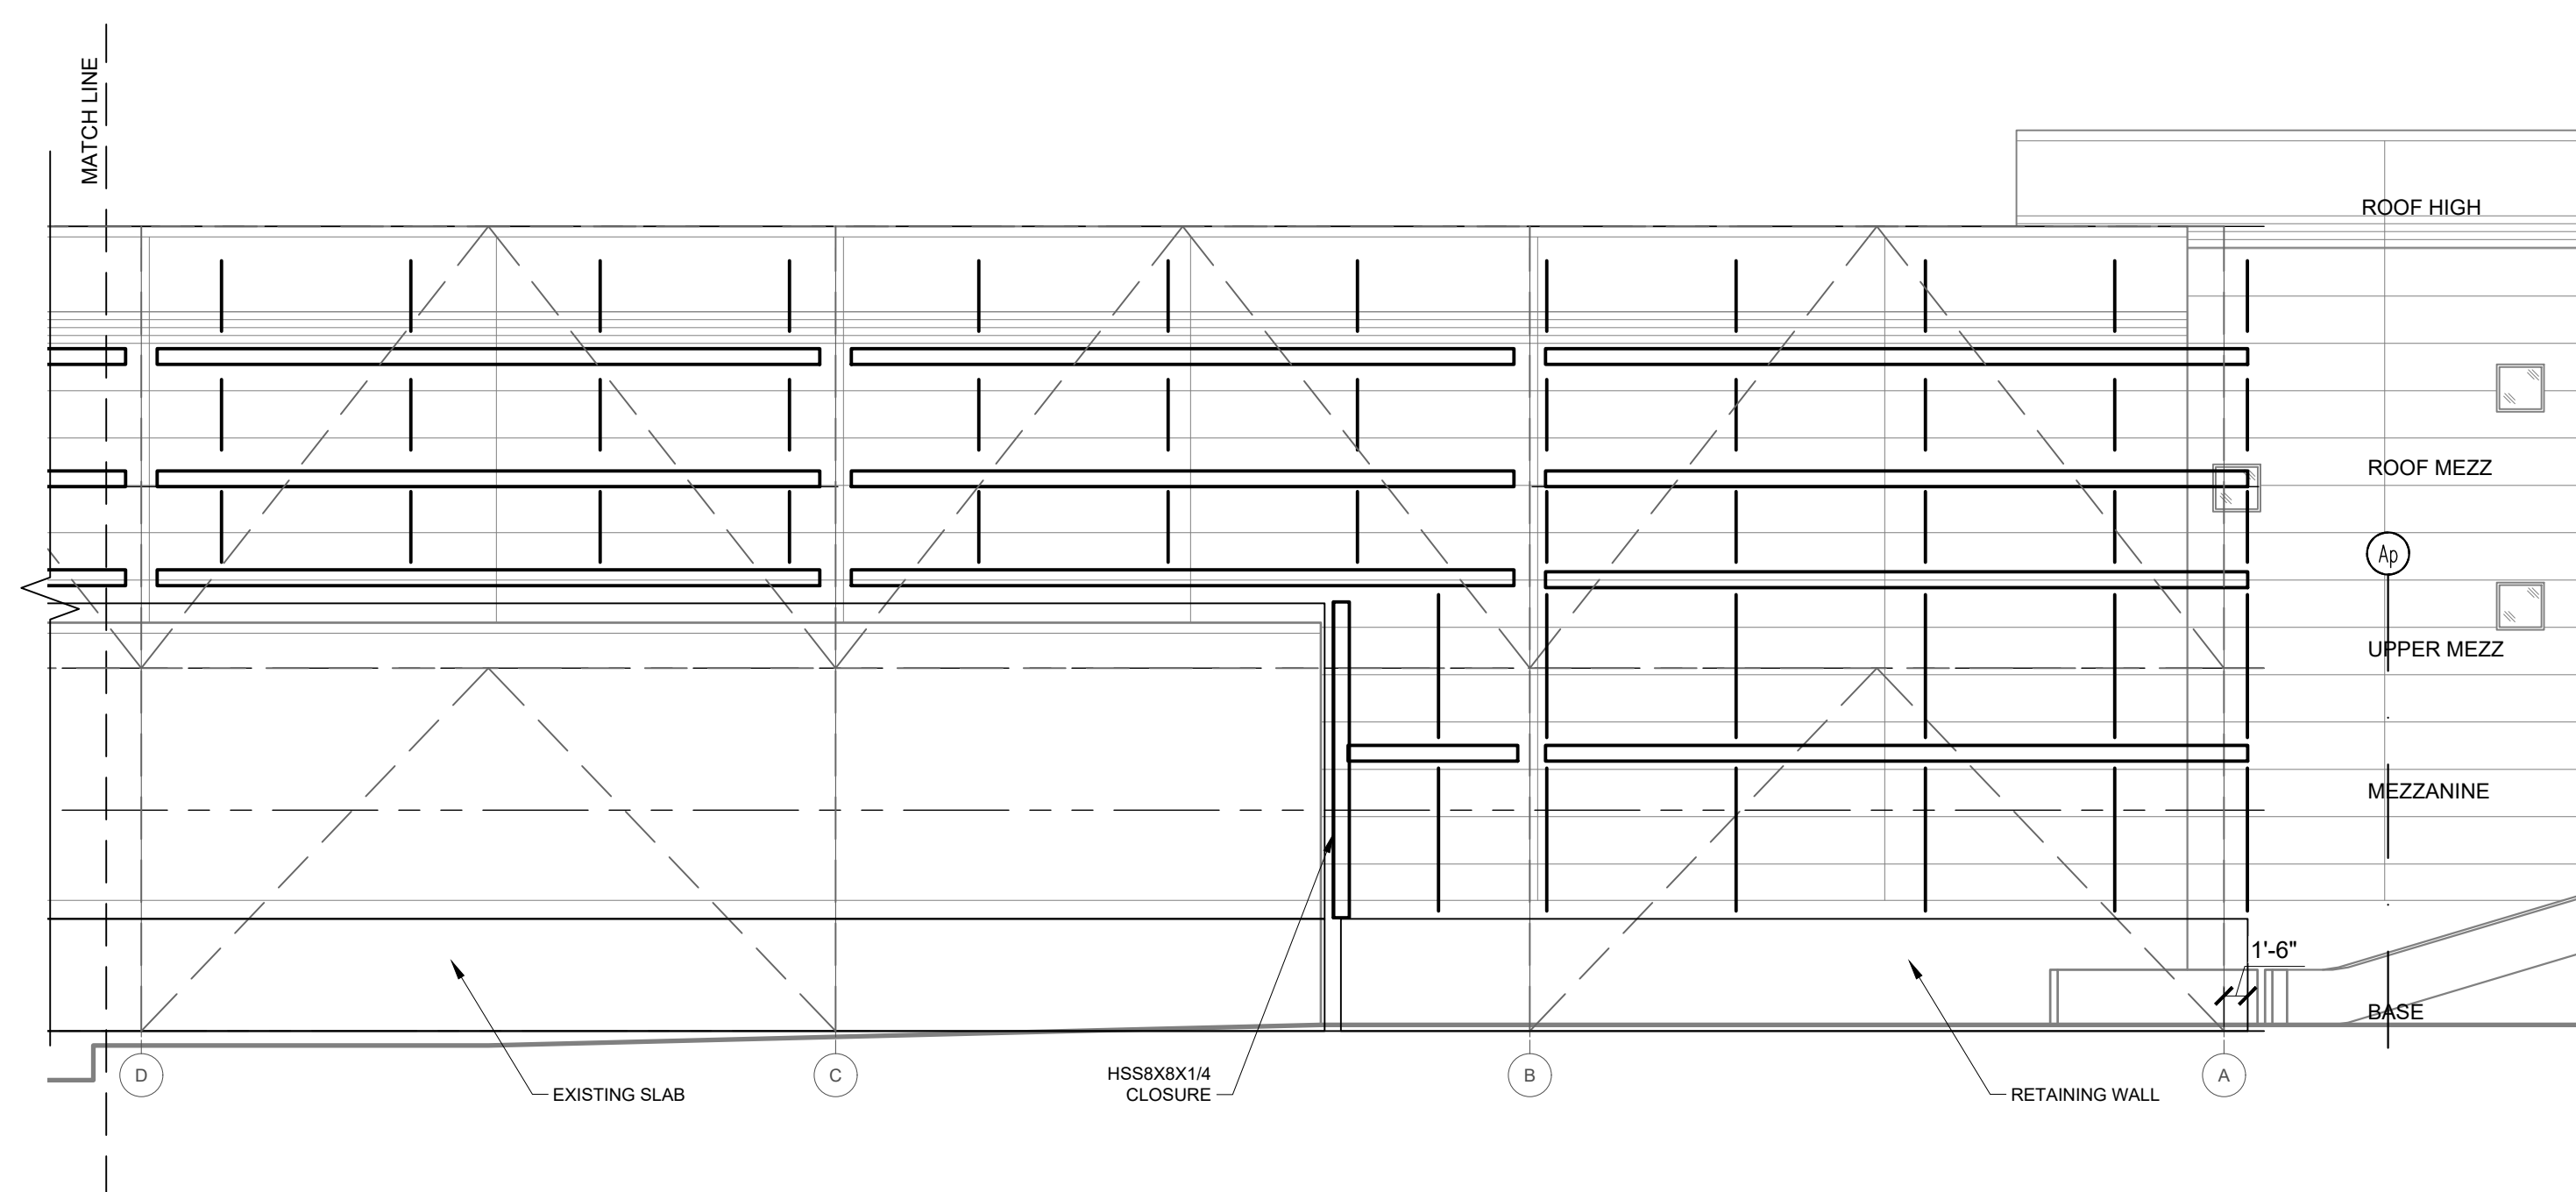 MATCH LINE
ROOF HIGH
ROOF MEZZ
Ap
UPPER MEZZ
MEZZANINE
1'-6"
BASE
D
C
B
A
HSS8X8X1/4
CLOSURE
EXISTING SLAB
RETAINING WALL